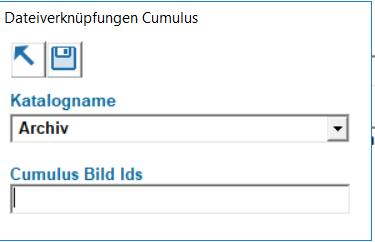 Dateiverknüpfungen Cumulus
Katalogname
Archiv
Cumulus Bild Ids